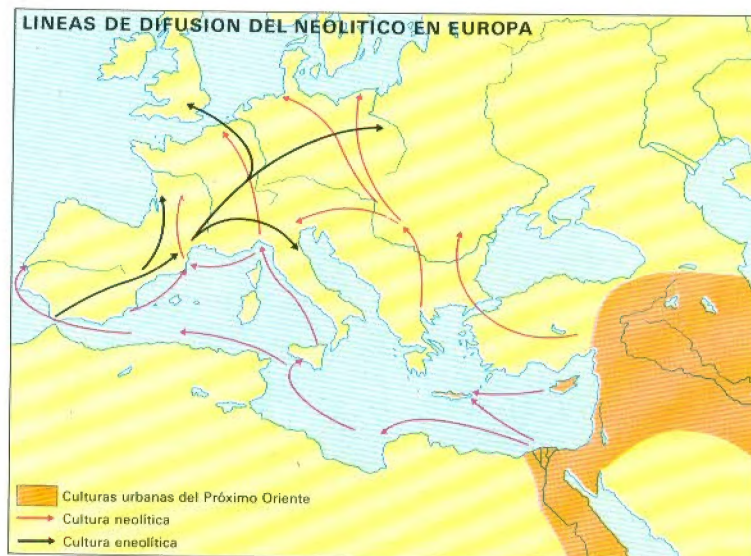 LINEAS DE DIFUSION DEL NEOLITICO EN EUROPA
Culturas urbanas del Próximo Oriente
Cultura neolítica
Cultura eneolítica